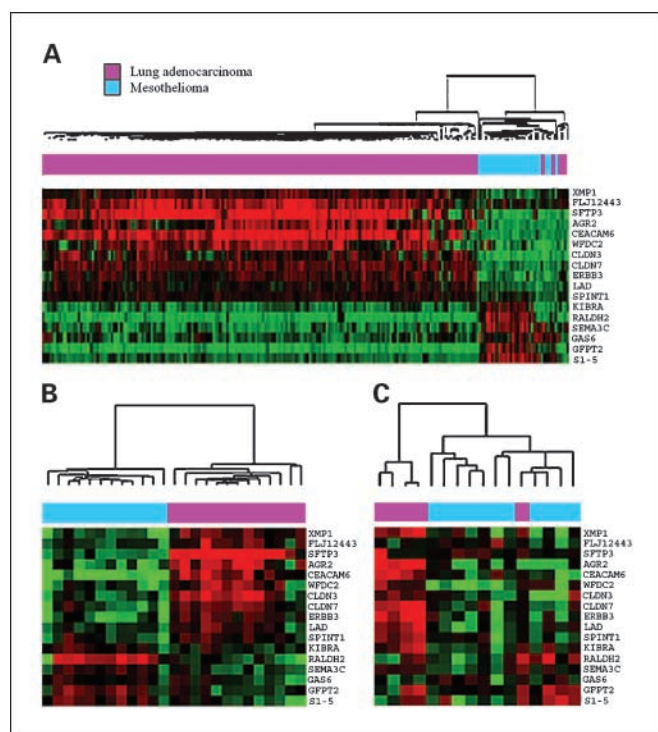 A
Lung adenocarcinoma
Mesothelioma
XMP1
FLJ12443
SFTP3
AGR2
CEACAM6
WFDC2
CLDN3
CLDN7
ERBB3
LAD
SPINT1
KIBRA
RALDH2
SEMA3C
GAS6
GFPT2
S1-5
B
XMP1
FLJ12443
SFTP3
AGR2
CEACAM6
WFDC2
CLDN3
CLDN7
ERBB3
LAD
SPINT1
KIBRA
RALDH2
SEMA3C
GAS6
GFPT2
S1-5
C
XMP1
FLJ12443
SFTP3
AGR2
CEACAM6
WFDC2
CLDN3
CLDN7
ERBB3
LAD
SPINT1
KIBRA
RALDH2
SEMA3C
GAS6
GFPT2
S1-5